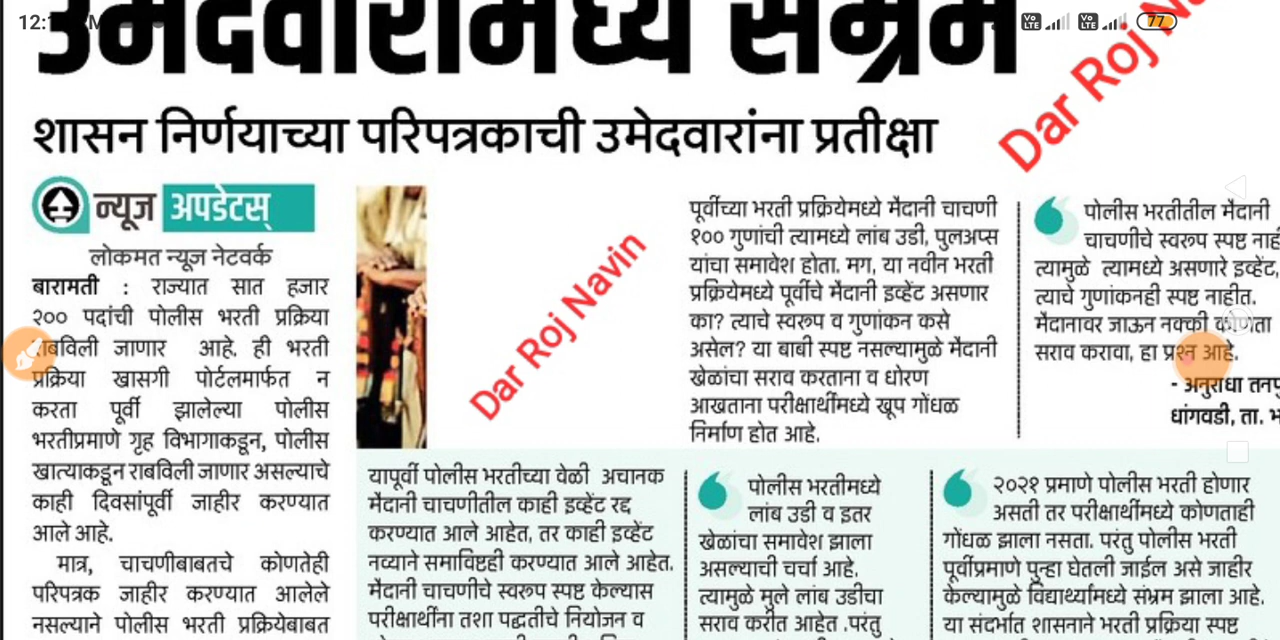 उमेदवारांमध्ये संभ्रम
शासन निर्णयाच्या परिपत्रकाची उमेदवारांना प्रतीक्षा
न्यूज अपडेटस्
लोकमत न्यूज नेटवर्क
बारामती : राज्यात सात हजार
२०० पदांची पोलीस भरती प्रक्रिया
राबविली जाणार आहे. ही भरती
प्रक्रिया खासगी पोर्टलमार्फत न
करता पूर्वी झालेल्या पोलीस
भरतीप्रमाणे गृह विभागाकडून, पोलीस
खात्याकडून राबविली जाणार असल्याचे
काही दिवसांपूर्वी जाहीर करण्यात
आले आहे.
मात्र, चाचणीबाबतचे कोणतेही
परिपत्रक जाहीर करण्यात आलेले
नसल्याने पोलीस भरती प्रक्रियेबाबत
Dar Roj Navin
यापूर्वी पोलीस भरतीच्या वेळी अचानक
मैदानी चाचणीतील काही इव्हेंट रद्द
करण्यात आले आहेत, तर काही इव्हेंट
नव्याने समाविष्टही करण्यात आले आहेत.
मैदानी चाचणीचे स्वरूप स्पष्ट केल्यास
परीक्षार्थींना तशा पद्धतीचे नियोजन व
पूर्वीच्या भरती प्रक्रियेमध्ये मैदानी चाचणी
१०० गुणांची त्यामध्ये लांब उडी, पुलअप्स
यांचा समावेश होता. मग, या नवीन भरती
प्रक्रियेमध्ये पूर्वीचे मैदानी इव्हेंट असणार
का? त्याचे स्वरूप व गुणांकन कसे
असेल? या बाबी स्पष्ट नसल्यामुळे मैदानी
खेळांचा सराव करताना व धोरण
आखताना परीक्षार्थींमध्ये खूप गोंधळ
निर्माण होत आहे.
पोलीस भरतीमध्ये
लांब उडी व इतर
खेळांचा समावेश झाला
असल्याची चर्चा आहे.
त्यामुळे मुले लांब उडीचा
सराव करीत आहेत .परंतु
Dar Roj Na
पोलीस भरतीतील मैदानी
चाचणीचे स्वरूप स्पष्ट
त्यामुळे त्यामध्ये असणारे इव्हेंट,
त्याचे गुणांकनही स्पष्ट नाहीत.
मैदानावर जाऊन नक्की कोणता
सराव करावा, हा प्रश्न आहे.
- अनुराधा
धांगवडी, ता.
२०२१ प्रमाणे पोलीस भरती होणार
असती तर परीक्षार्थींमध्ये कोणताही
गोंधळ झाला नसता. परंतु पोलीस भरती
पूर्वीप्रमाणे पुन्हा घेतली जाईल असे जाहीर
केल्यामुळे विद्यार्थ्यांमध्ये संभ्रम झाला आहे.
या संदर्भात शासनाने भरती प्रक्रिया स्पष्ट
77